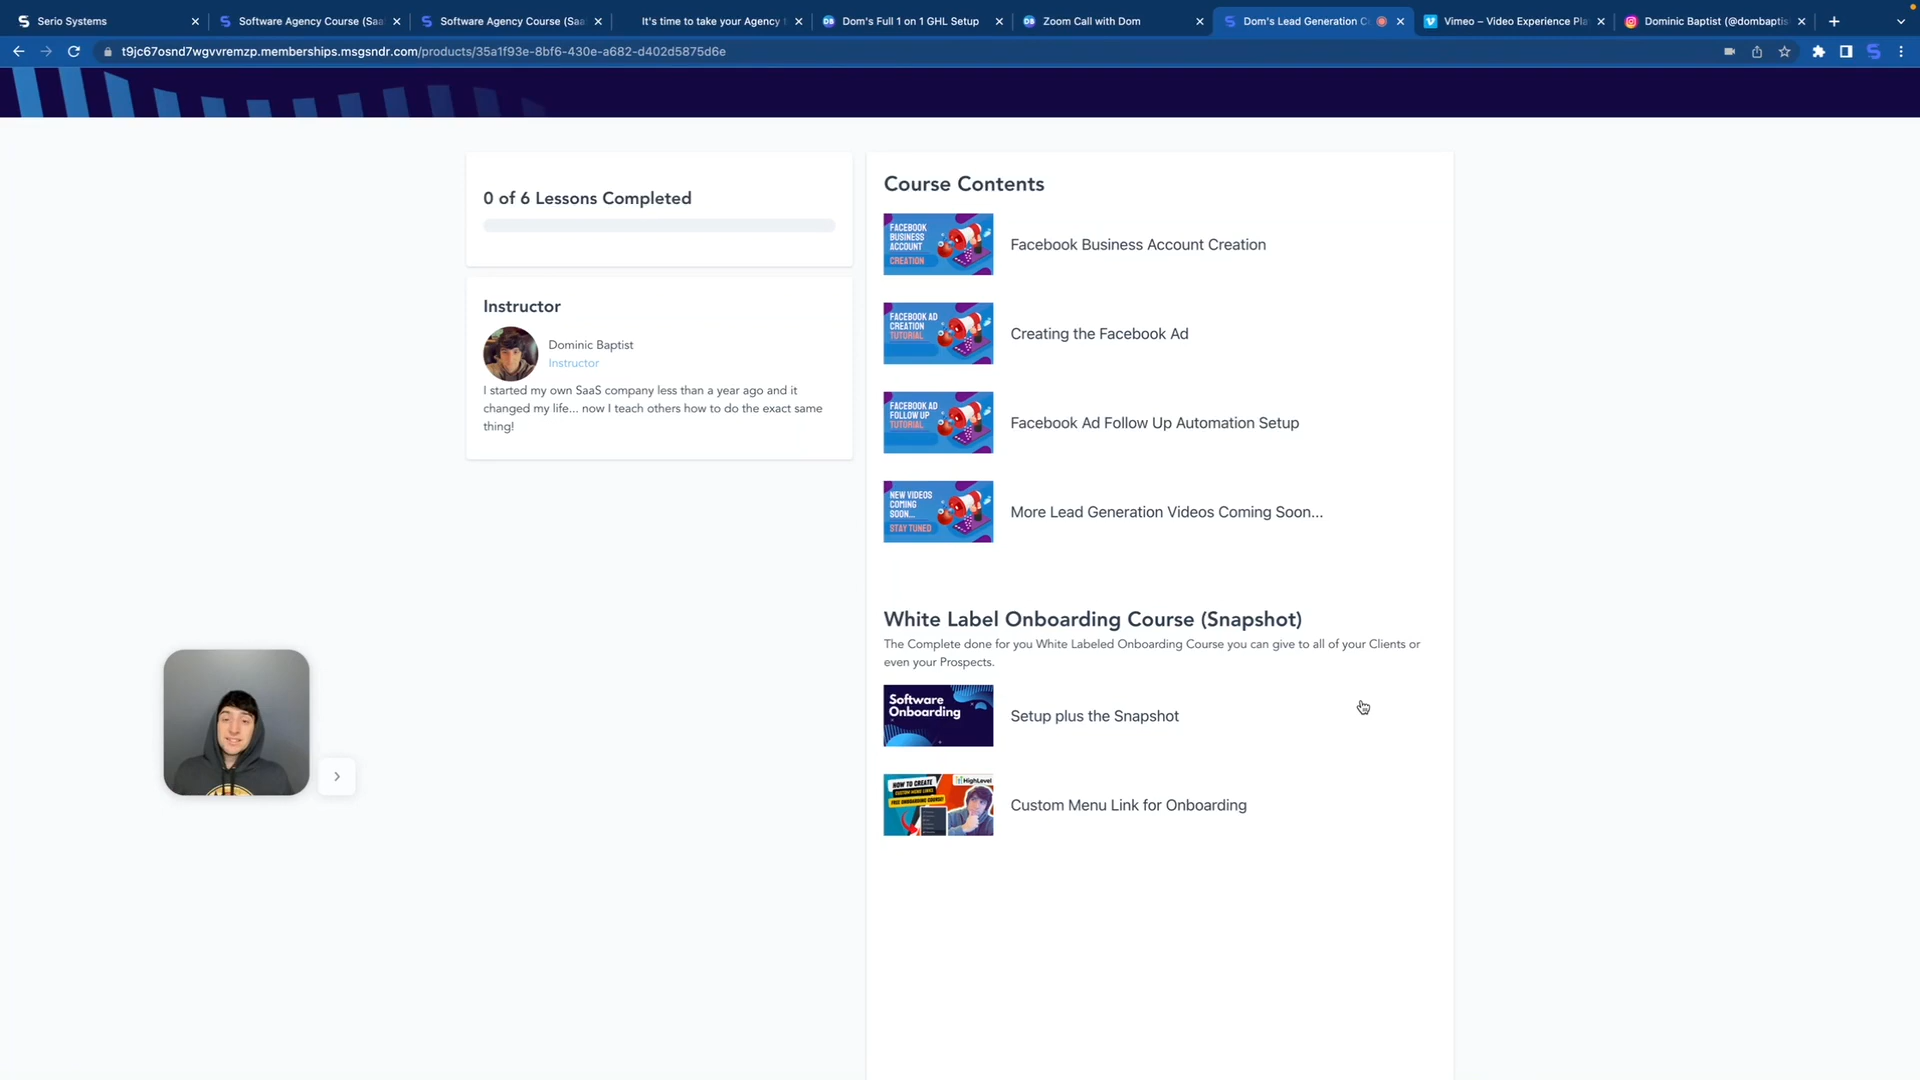 Serio Systems
Software Agency Course (Saa
Software Agency Course (Saa
It's time to take your Agency
Dom's Full 1 on 1 GHL Setup
Zoom Call with Dom
Dom's Lead Generation C
Vimeo – Video Experience Pla
Dominic Baptist (@dombaptis
t9jc67osnd7wgvvremzp.memberships.msgsndr.com/products/35a1f93e-8bf6-430e-a682-d402d5875d6e
0 of 6 Lessons Completed
Instructor
Dominic Baptist
Instructor
I started my own SaaS company less than a year ago and it
changed my life... now I teach others how to do the exact same
thing!
Course Contents
FACEBOOK
BUSINESS
ACCOUNT
CREATION
Facebook Business Account Creation
FACEBOOK AD
CREATION
TUTORIAL
Creating the Facebook Ad
FACEBOOK AD
FOLLOW UP
TUTORIAL
Facebook Ad Follow Up Automation Setup
NEW VIDEOS
COMING
SOON...
STAY TUNED
More Lead Generation Videos Coming Soon...
White Label Onboarding Course (Snapshot)
The Complete done for you White Labeled Onboarding Course you can give to all of your Clients or
even your Prospects.
Software
Onboarding
Setup plus the Snapshot
HOW TO CREATE
CUSTOM MENU LINKS
FREE ONBOARDING COURSE!
HighLevel
Custom Menu Link for Onboarding